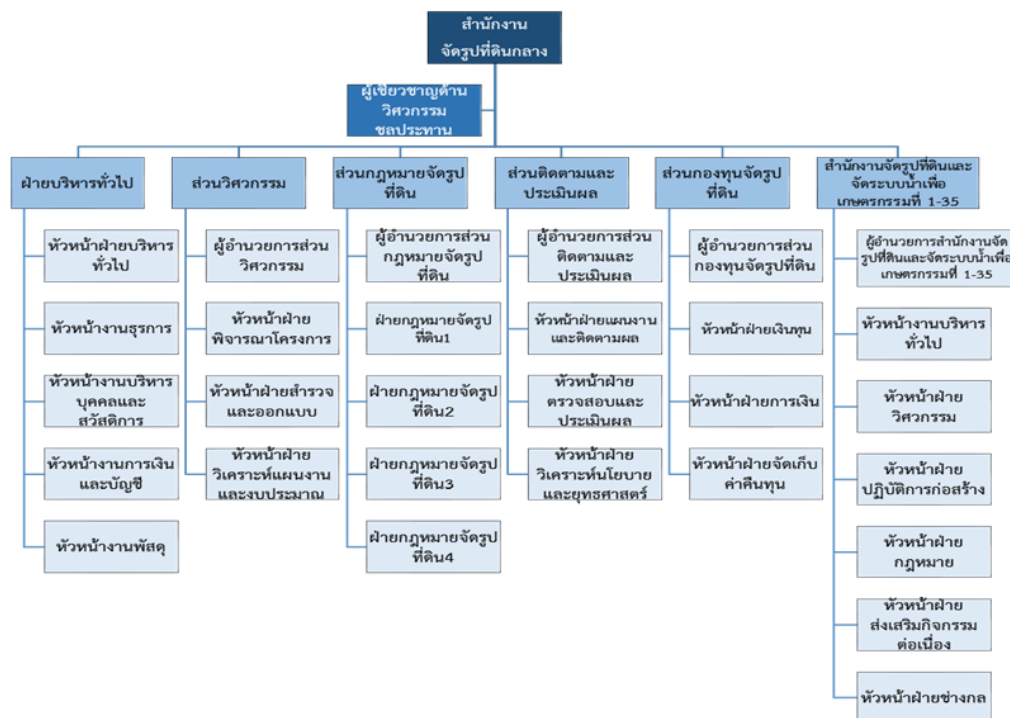 สำนักงาน
จัดรูปที่ดินกลาง
ผู้เชี่ยวชาญด้าน
วิศวกรรม
ชลประทาน
ฝ่ายบริหารทั่วไป
หัวหน้าฝ่ายบริหาร
ทั่วไป
หัวหน้างานธุรการ
หัวหน้างานบริหาร
บุคคลและ
สวัสดิการ
หัวหน้างานการเงิน
และบัญชี
หัวหน้างานพัสดุ
ส่วนวิศวกรรม
ผู้อำนวยการส่วน
วิศวกรรม
หัวหน้าฝ่าย
พิจารณาโครงการ
หัวหน้าฝ่ายสำรวจ
และออกแบบ
หัวหน้าฝ่าย
วิเคราะห์แผนงาน
และงบประมาณ
ส่วนกฎหมายจัดรูป
ที่ดิน
ผู้อำนวยการส่วน
กฎหมายจัดรูป
ที่ดิน
ฝ่ายกฎหมายจัดรูป
ที่ดิน1
ฝ่ายกฎหมายจัดรูป
ที่ดิน2
ฝ่ายกฎหมายจัดรูป
ที่ดิน3
ฝ่ายกฎหมายจัดรูป
ที่ดิน4
ส่วนติดตามและ
ประเมินผล
ผู้อำนวยการส่วน
ติดตามและ
ประเมินผล
หัวหน้าฝ่ายแผนงาน
และติดตามผล
หัวหน้าฝ่าย
ตรวจสอบและ
ประเมินผล
หัวหน้าฝ่าย
วิเคราะห์นโยบาย
และยุทธศาสตร์
ส่วนกองทุนจัดรูป
ที่ดิน
ผู้อำนวยการส่วน
กองทุนจัดรูปที่ดิน
หัวหน้าฝ่ายเงินทุน
หัวหน้าฝ่ายการเงิน
หัวหน้าฝ่ายจัดเก็บ
ค่าคืนทุน
สำนักงานจัดรูปที่ดินและ
จัดระบบน้ำเพื่อ
เกษตรกรรมที่ 1-35
ผู้อำนวยการสำนักงานจัด
รูปที่ดินและจัดระบบน้ำเพื่อ
เกษตรกรรมที่ 1-35
หัวหน้างานบริหาร
ทั่วไป
หัวหน้าฝ่าย
วิศวกรรม
หัวหน้าฝ่าย
ปฏิบัติการก่อสร้าง
หัวหน้าฝ่าย
กฎหมาย
หัวหน้าฝ่าย
ส่งเสริมกิจกรรม
ต่อเนื่อง
หัวหน้าฝ่ายช่างกล